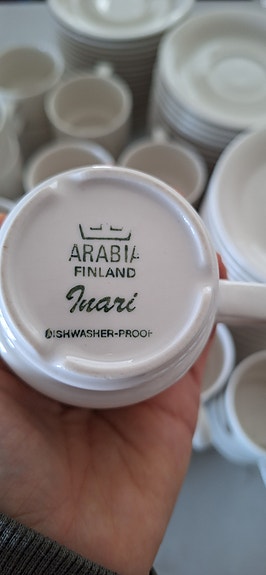 ARABIA
FINLAND
Inari
DISHWASHER-PROOF